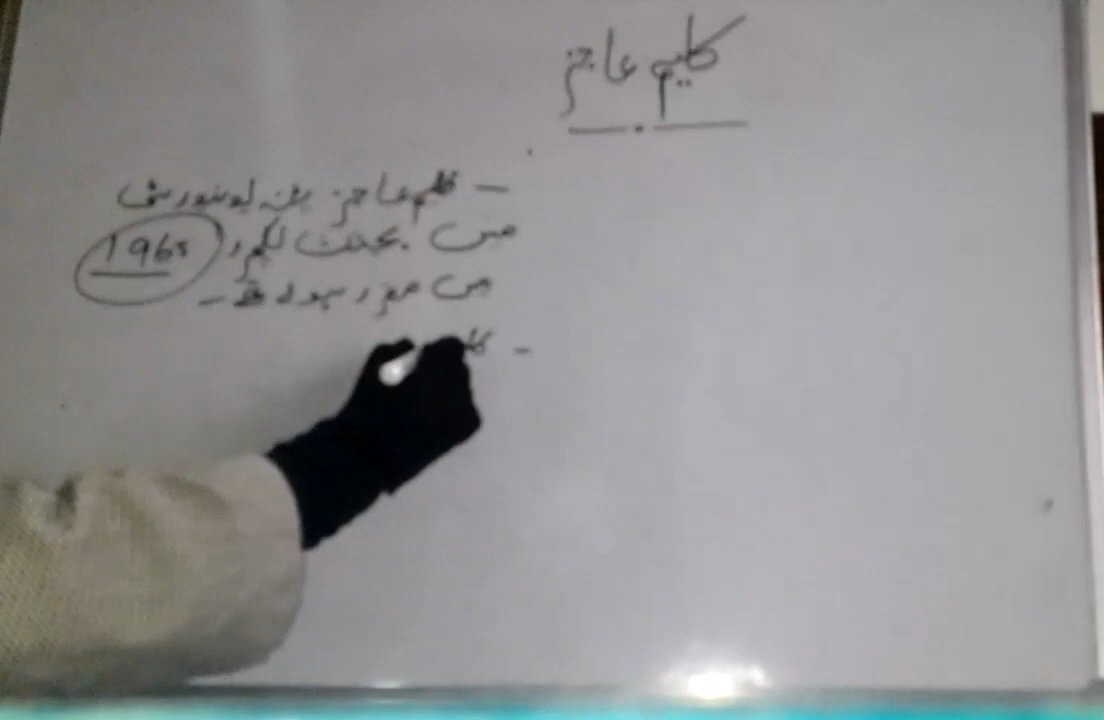 کلیم عاجز
- کلیم عاجز پٹنہ یونیورسٹی
میں بحیثیت لکچرر 1965
میں مقرر ہوئے تھے -
-